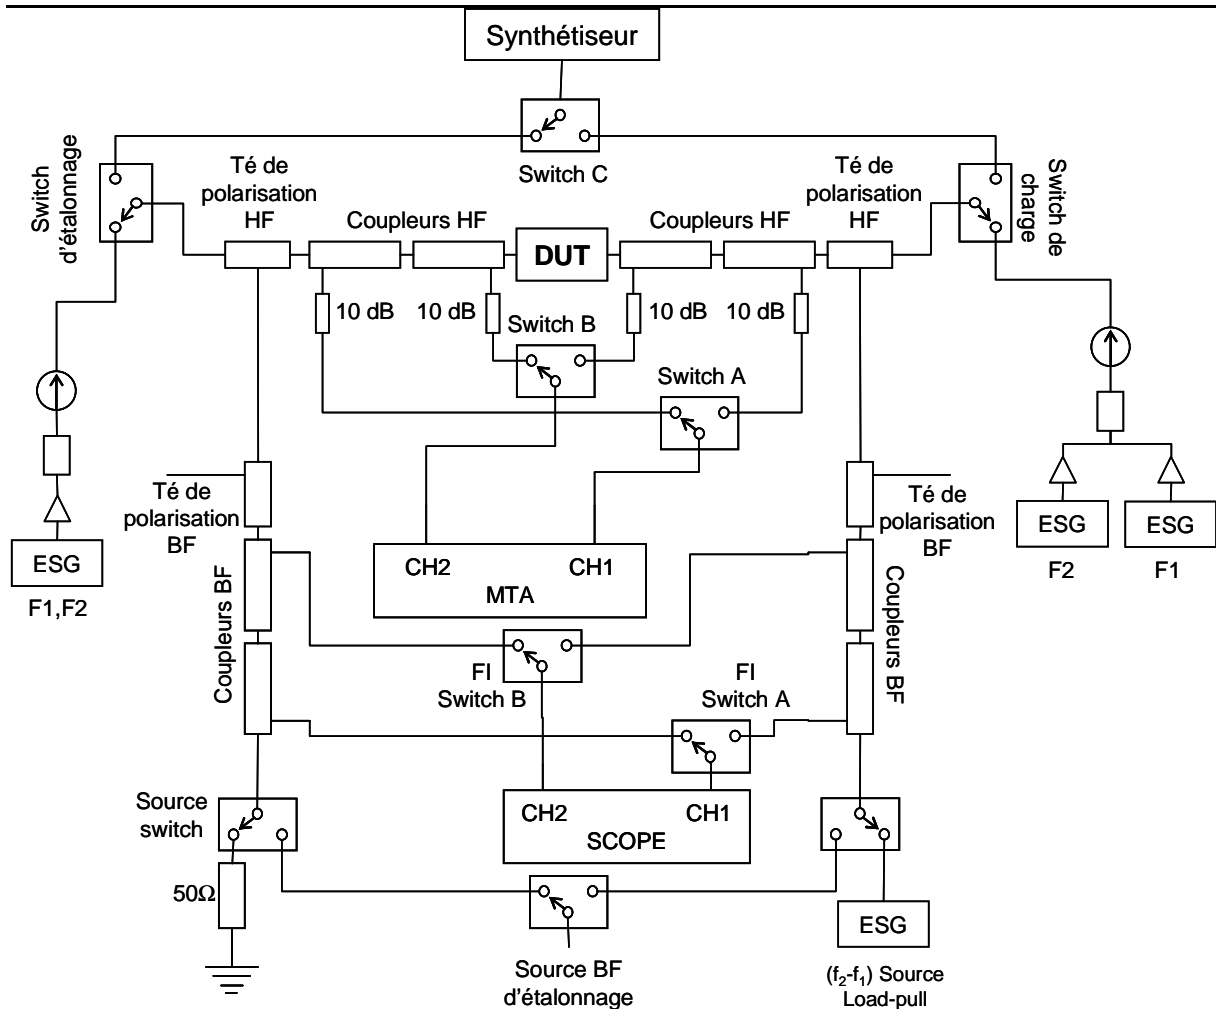 Synthétiseur
Switch C
Switch
d'étalonnage
Té de
polarisation
HF
Coupleurs HF
DUT
Coupleurs HF
Té de
polarisation
HF
Switch de
charge
10 dB
10 dB
10 dB
10 dB
Switch B
Switch A
Té de
polarisation
BF
Té de
polarisation
BF
ESG
F1,F2
ESG
F2
ESG
F1
CH2
CH1
MTA
Coupleurs BF
Coupleurs BF
FI
Switch B
FI
Switch A
Source
switch
CH2
CH1
SCOPE
50Ω
ESG
Source BF
d'étalonnage
(f2-f1) Source
Load-pull